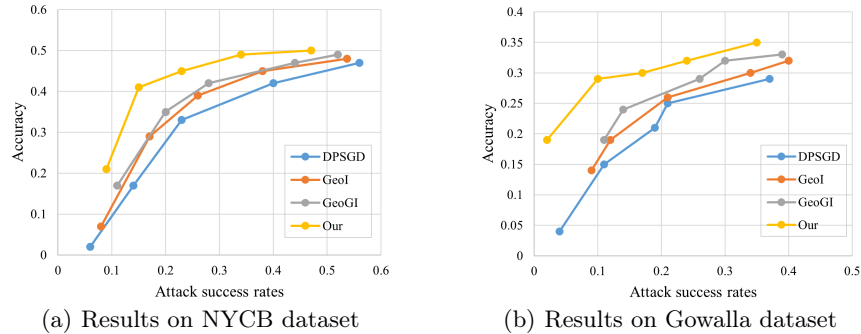 0.6
0.5
0.4
0.3
0.2
0.1
0
Accuracy
0 0.1 0.2 0.3 0.4 0.5 0.6
Attack success rates
DPSGD
GeoI
GeoGI
Our
(a) Results on NYCB dataset
0.4
0.35
0.3
0.25
0.2
0.15
0.1
0.05
0
Accuracy
0 0.1 0.2 0.3 0.4 0.5
Attack success rates
DPSGD
GeoI
GeoGI
Our
(b) Results on Gowalla dataset